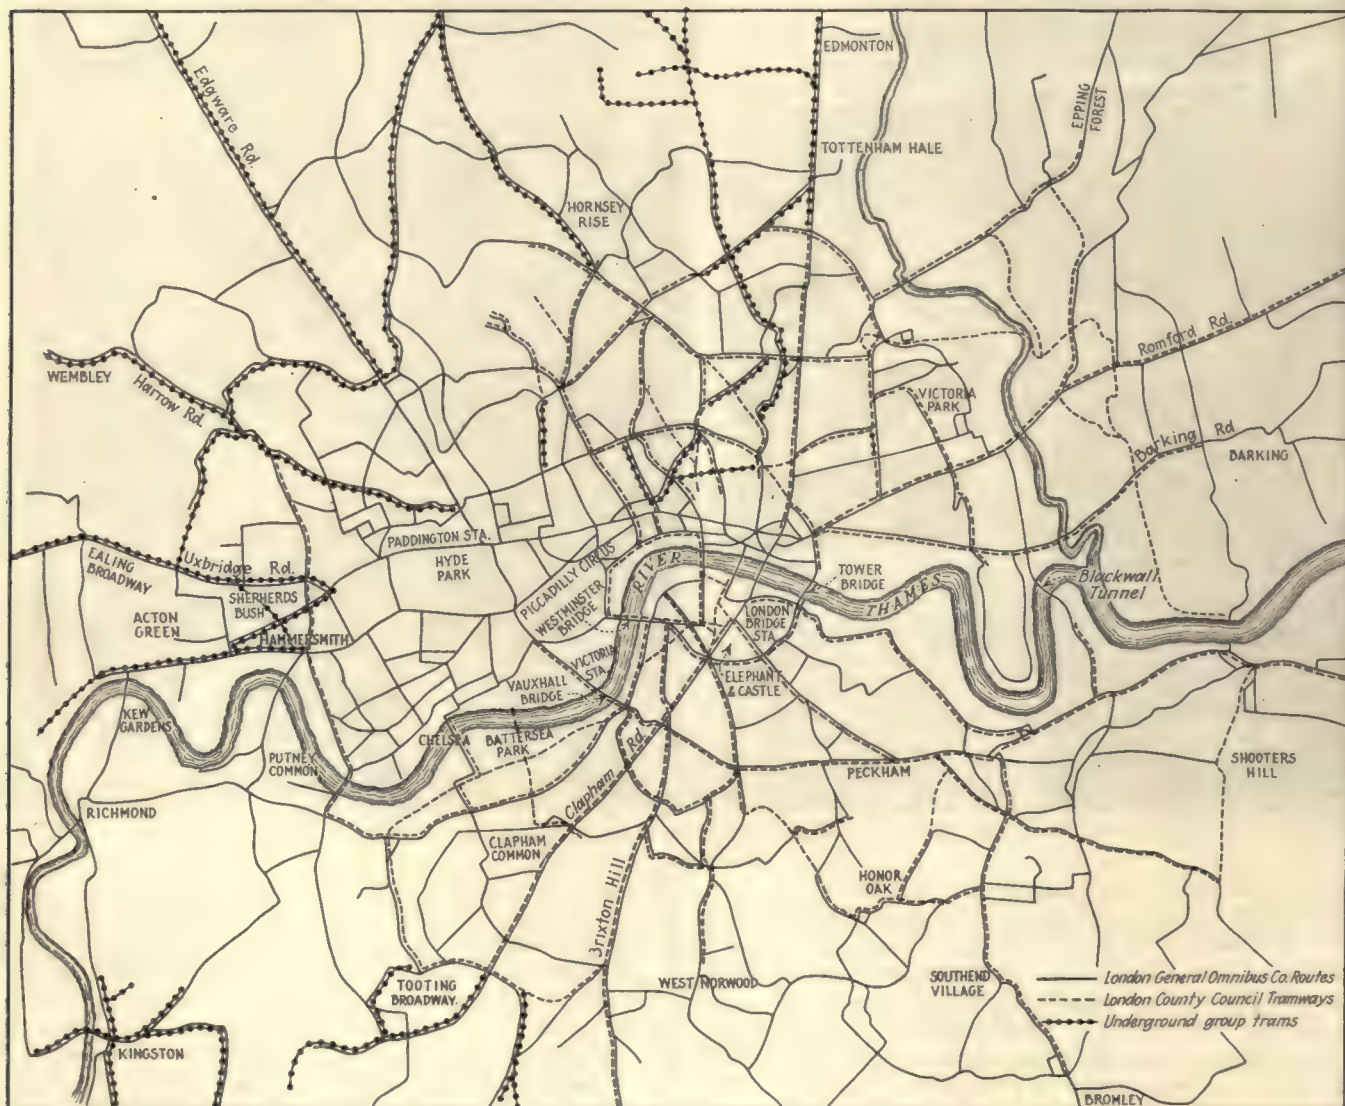 Edgware Rd.
EDMONTON
EPPING
FOREST
TOTTENHAM HALE
HORNSEY
RISE
Romford Rd.
WEMBLEY
Harrow Rd.
VICTORIA
PARK
Barking Rd
BARKING
PADDINGTON STA.
HYDE
PARK
PICCADILLY CIRCUS
WESTMINSTER
BRIDGE
RIVER
THAMES
TOWER
BRIDGE
Blackwall
Tunnel
EALING
BROADWAY
Uxbridge Rd.
SHEPHERDS
BUSH
ACTON
GREEN
HAMMERSMITH
LONDON
BRIDGE
STA.
VICTORIA
STA.
VAUXHALL
BRIDGE
ELEPHANT
& CASTLE
KEW
GARDENS
CHELSEA
BATTERSEA
PARK
PUTNEY
COMMON
Clapham Rd.
PECKHAM
SHOOTERS
HILL
RICHMOND
CLAPHAM
COMMON
HONOR
OAK
Brixton Hill
TOOTING
BROADWAY.
WEST NORWOOD
SOUTHEND
VILLAGE
London General Omnibus Co. Routes
London County Council Tramways
Underground group trams
KINGSTON
BROMLEY